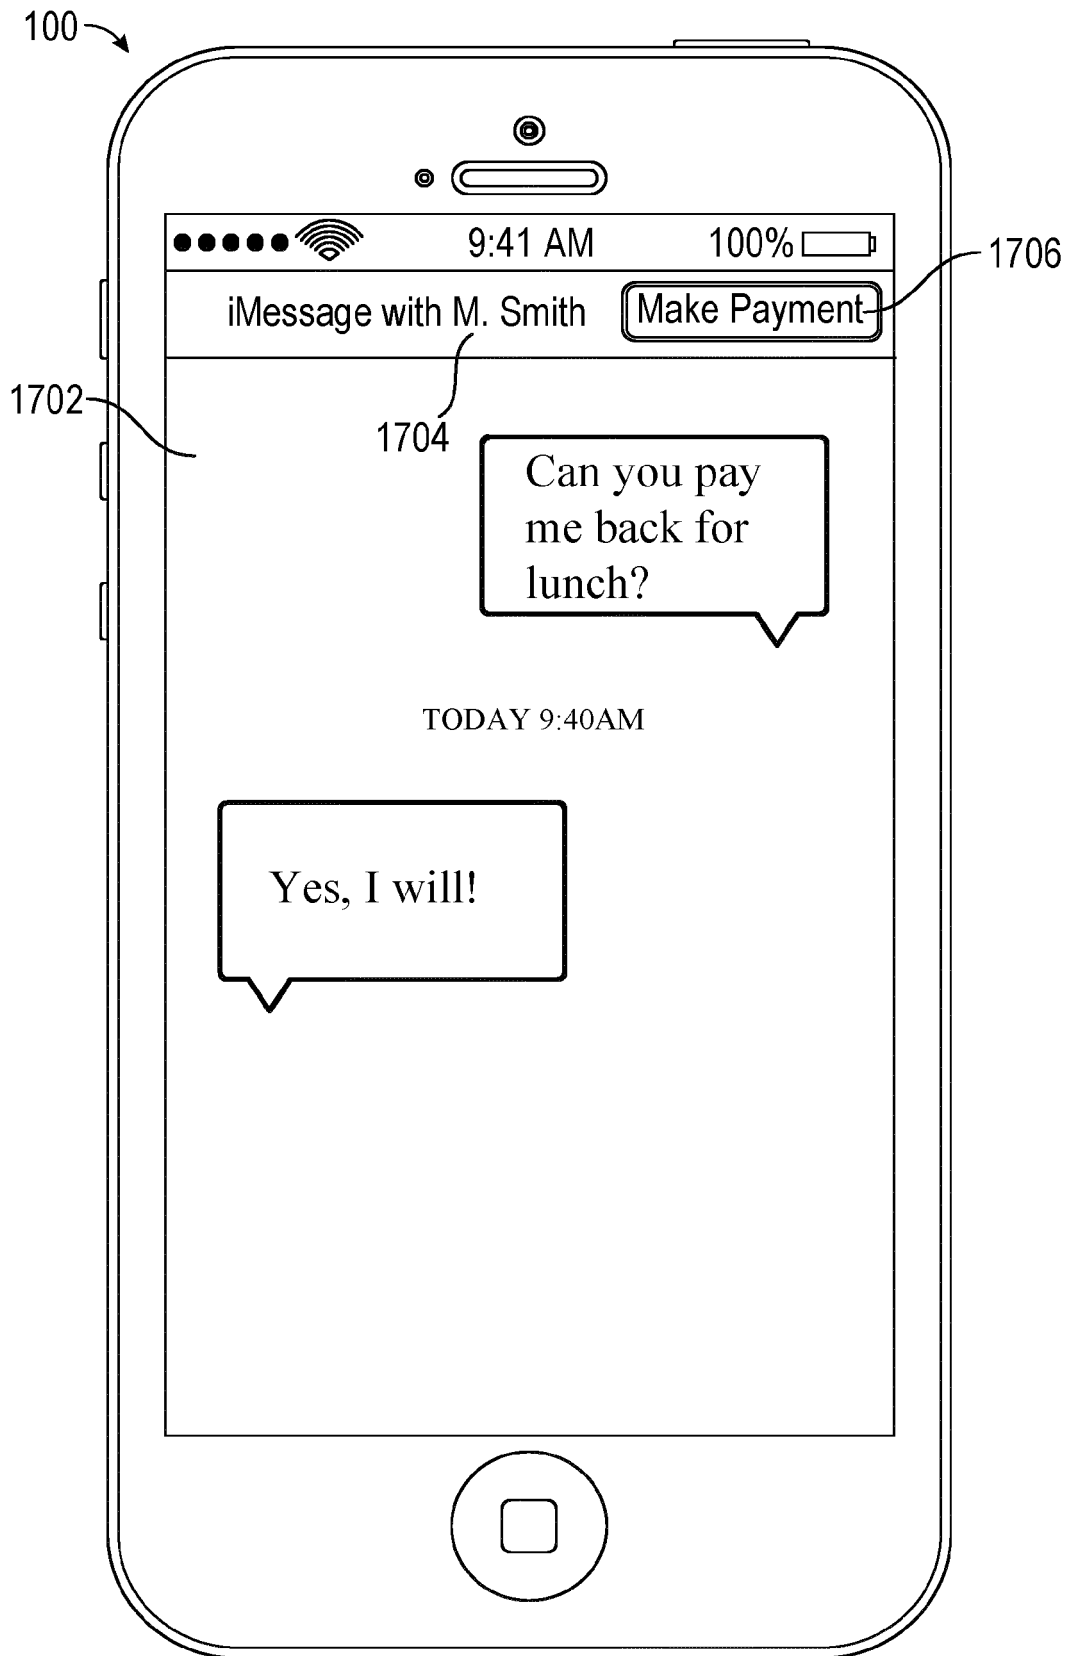 100
9:41 AM 100%
1706
iMessage with M. Smith Make Payment
1702
1704
Can you pay
me back for
lunch?
TODAY 9:40AM
Yes, I will!